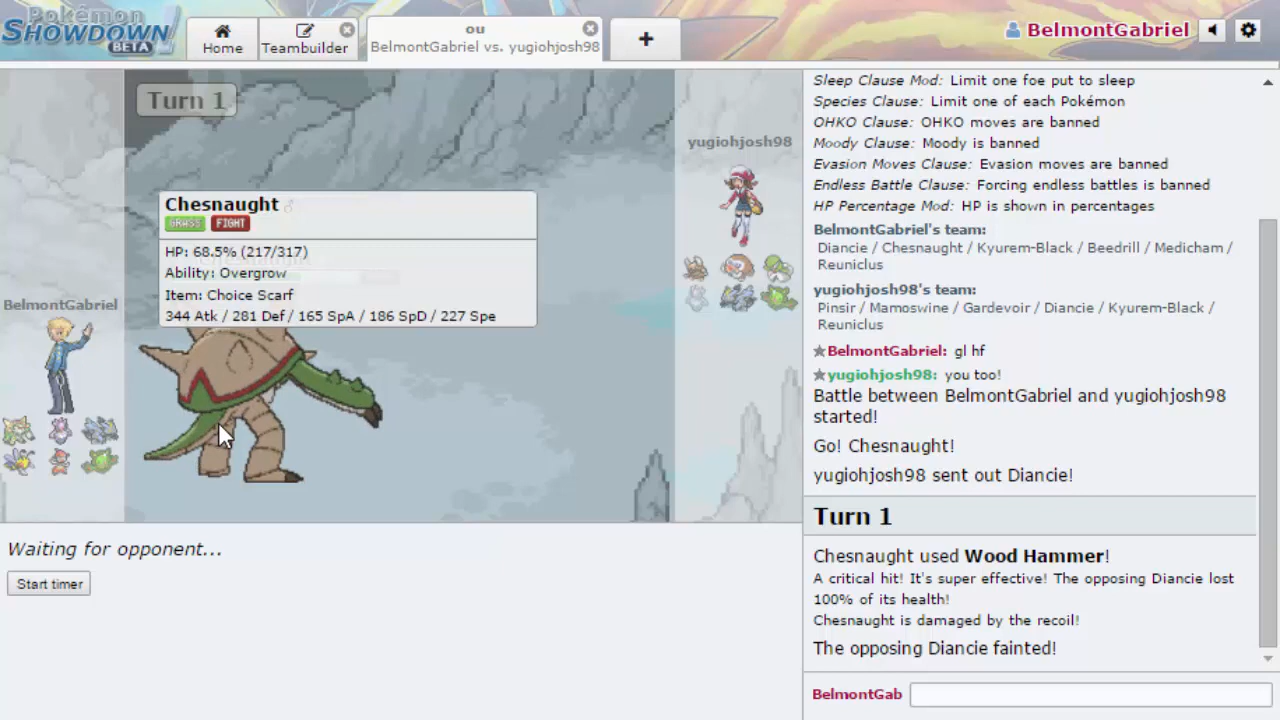 Pokémon
SHOWDOWN!
BETA
Home
Teambuilder
ou
BelmontGabriel vs. yugiohjosh98
+
BelmontGabriel
Turn 1
yugiohjosh98
Chesnaught ♂
GRASS FIGHT
HP: 68.5% (217/317)
Ability: Overgrow
Item: Choice Scarf
344 Atk / 281 Def / 165 SpA / 186 SpD / 227 Spe
BelmontGabriel
Waiting for opponent...
Start timer
Sleep Clause Mod: Limit one foe put to sleep
Species Clause: Limit one of each Pokémon
OHKO Clause: OHKO moves are banned
Moody Clause: Moody is banned
Evasion Moves Clause: Evasion moves are banned
Endless Battle Clause: Forcing endless battles is banned
HP Percentage Mod: HP is shown in percentages
BelmontGabriel's team:
Diancie / Chesnaught / Kyurem-Black / Beedrill / Medicham /
Reuniclus
yugiohjosh98's team:
Pinsir / Mamoswine / Gardevoir / Diancie / Kyurem-Black /
Reuniclus
★BelmontGabriel: gl hf
★yugiohjosh98: you too!
Battle between BelmontGabriel and yugiohjosh98
started!
Go! Chesnaught!
yugiohjosh98 sent out Diancie!
Turn 1
Chesnaught used Wood Hammer!
A critical hit! It's super effective! The opposing Diancie lost
100% of its health!
Chesnaught is damaged by the recoil!
The opposing Diancie fainted!
BelmontGab